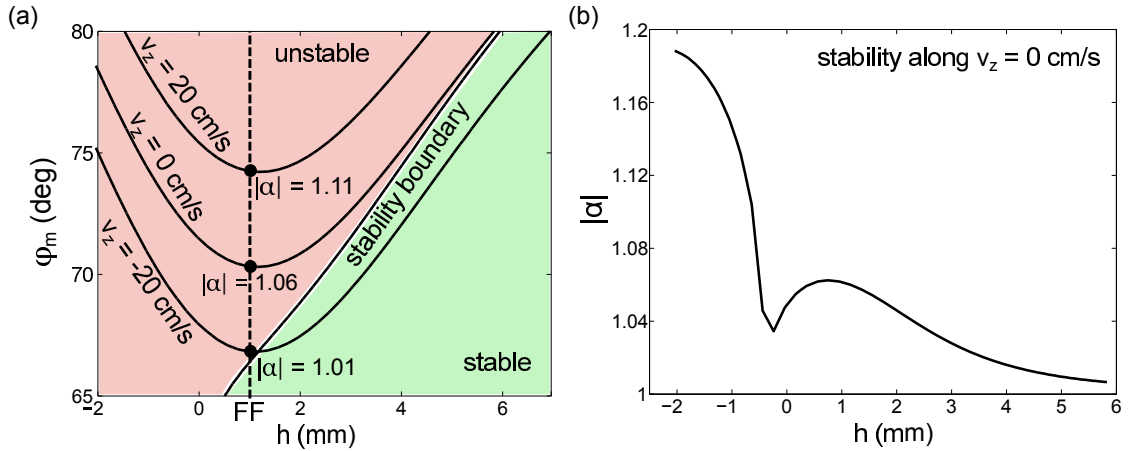 (a)
80
75
70
65
φm (deg)
-2
0
2
4
6
FF
h (mm)
unstable
vz = 20 cm/s
vz = 0 cm/s
vz = -20 cm/s
|α| = 1.11
|α| = 1.06
|α| = 1.01
stability boundary
stable
(b)
1.2
1.16
1.12
1.08
1.04
1
|α|
−2
−1
0
1
2
3
4
5
6
h (mm)
stability along vz = 0 cm/s